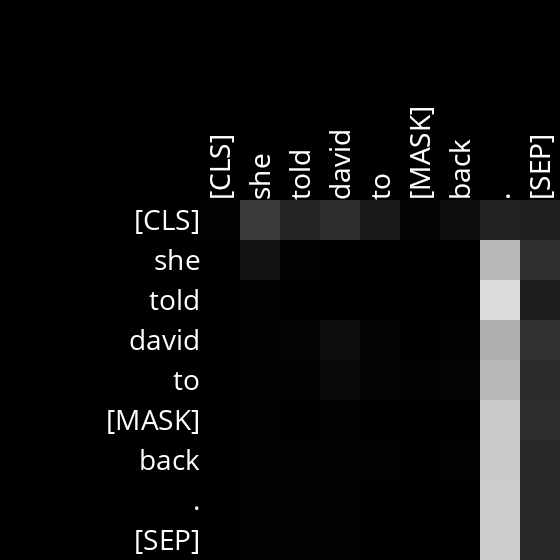 [CLS] she told david to [MASK] back . [SEP]
[CLS]
she
told
david
to
[MASK]
back
.
[SEP]